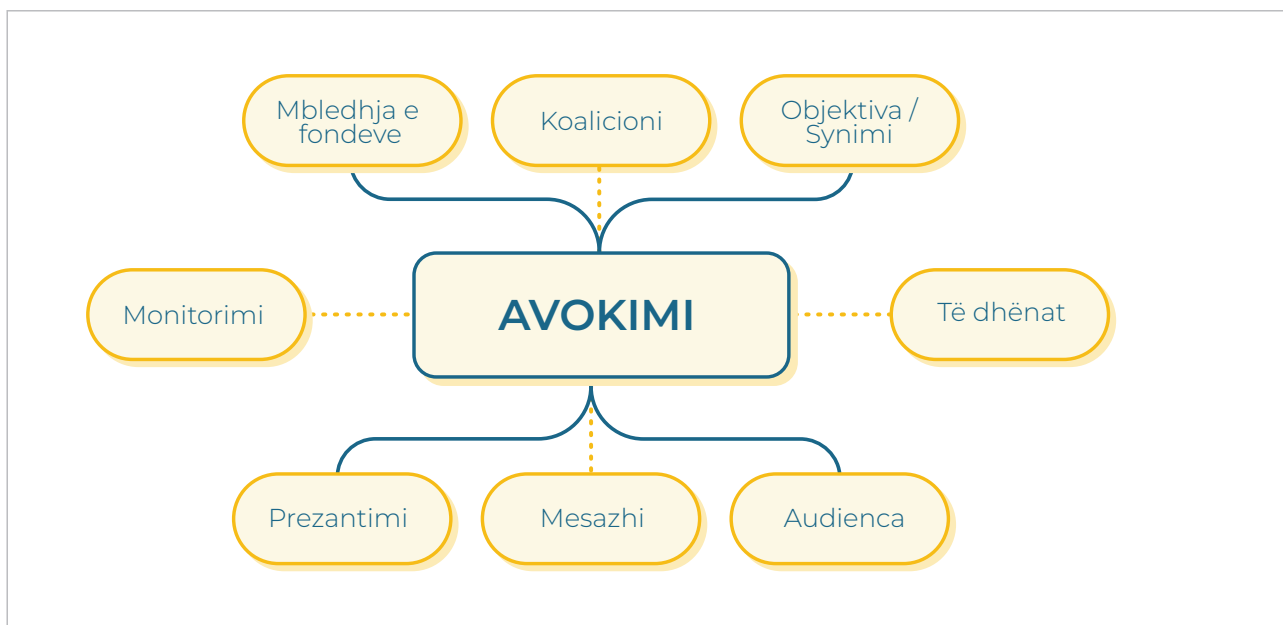 Mbledhja e
fondeve
Koalicioni
Objektiva /
Synimi
Monitorimi
AVOKIMI
Të dhënat
Prezantimi
Mesazhi
Audienca